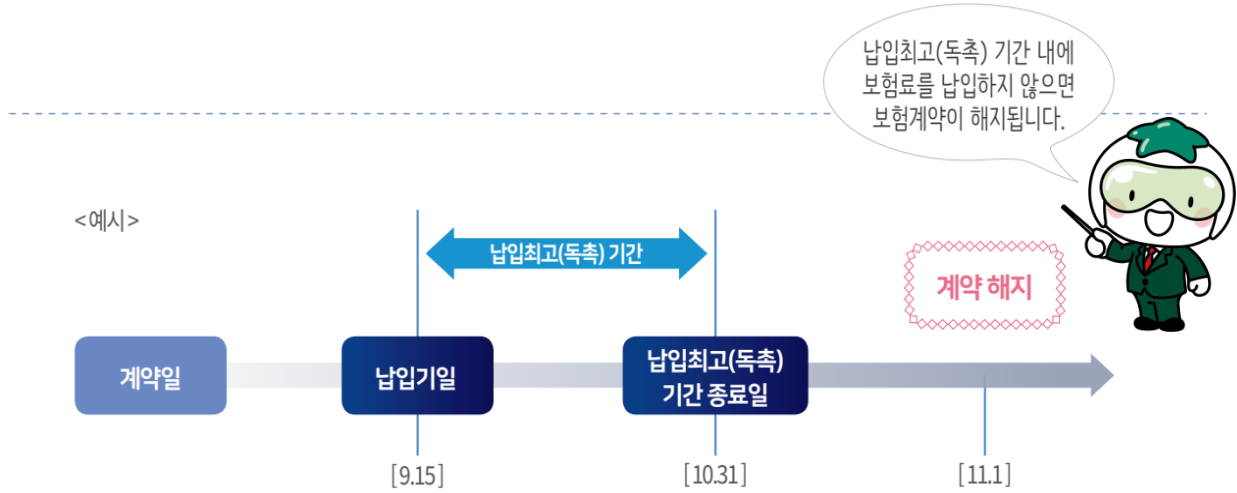 납입최고(독촉) 기간 내에
보험료를 납입하지 않으면
보험계약이 해지됩니다.
<예시>
납입최고(독촉) 기간
계약 해지
계약일
납입기일
납입최고(독촉)
기간 종료일
[9.15]
[10.31]
[11.1]